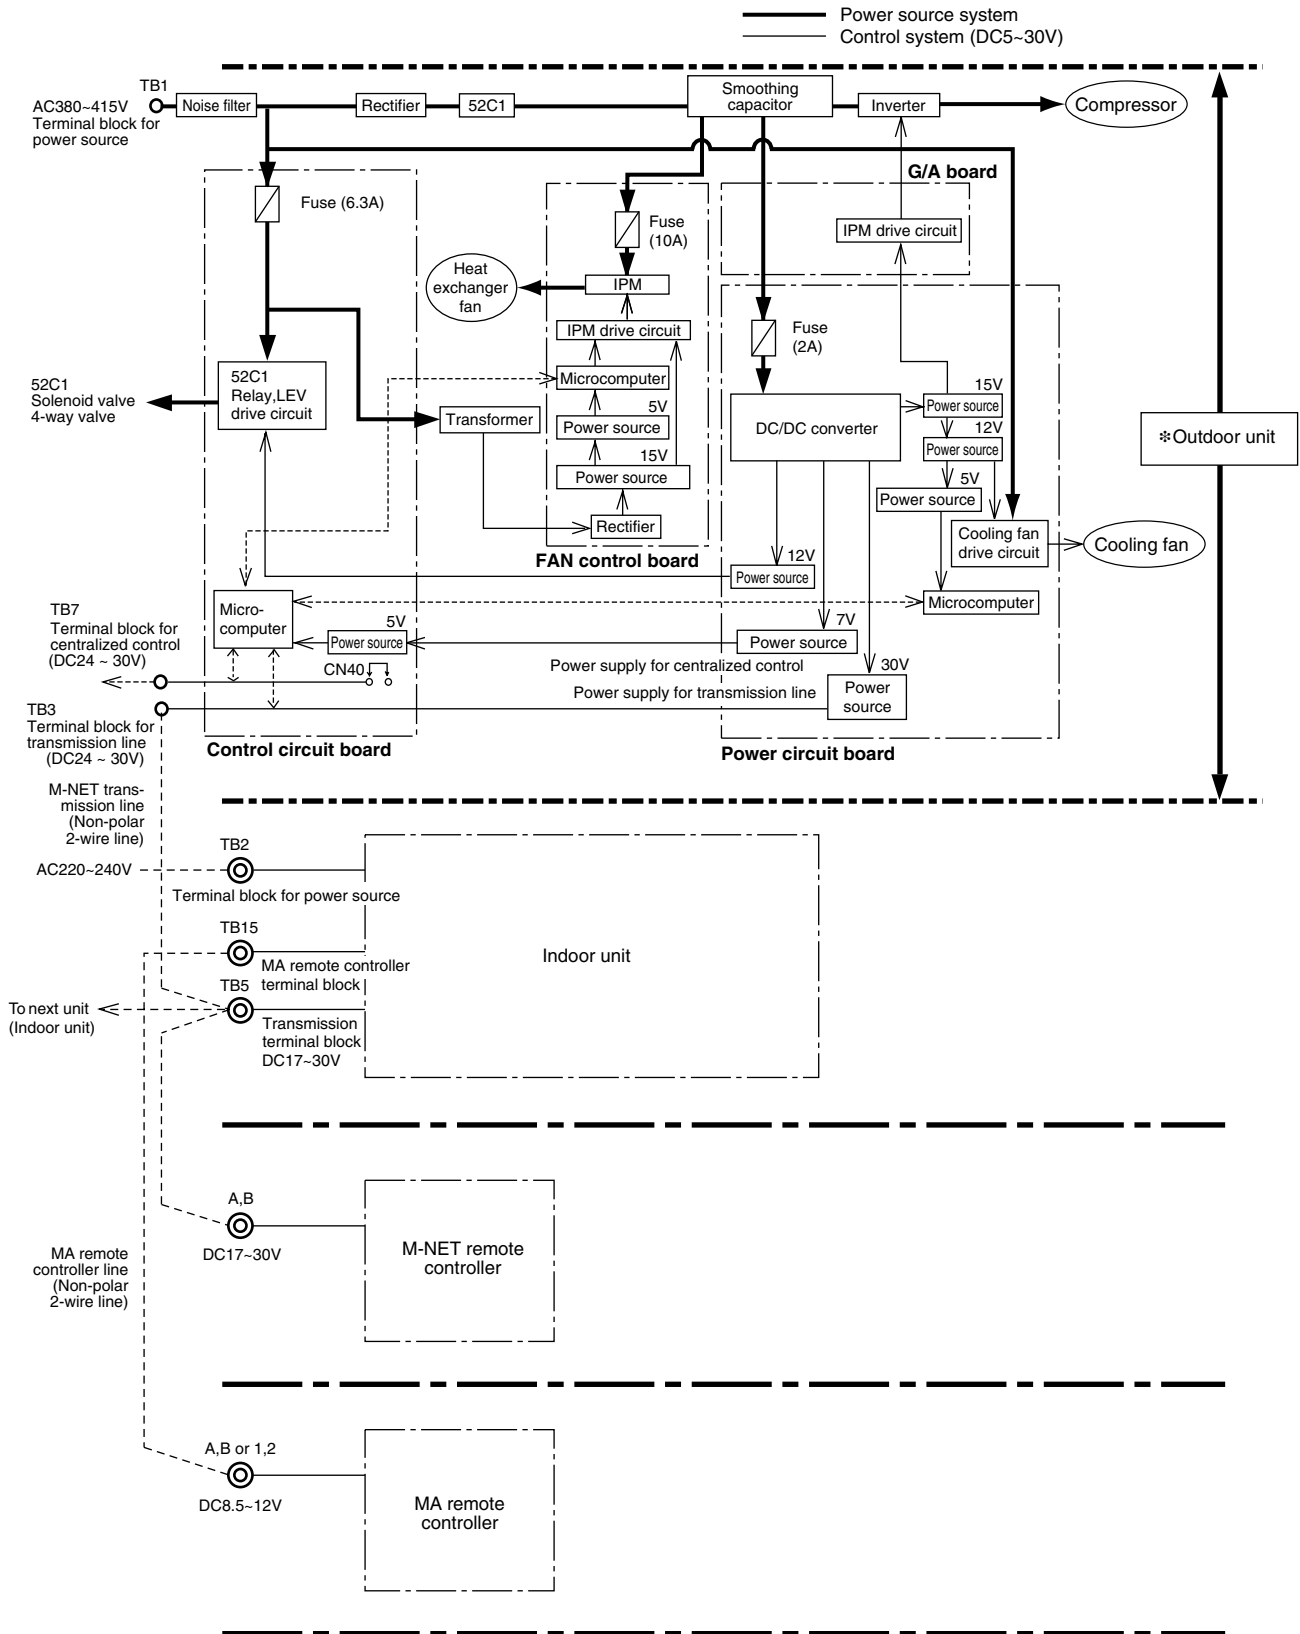 Power source system
Control system (DC5~30V)
TB1
AC380~415V
Terminal block for
power source
Noise filter
Rectifier
52C1
Smoothing
capacitor
Inverter
Compressor
G/A board
Fuse (6.3A)
Fuse
(10A)
IPM drive circuit
Heat
exchanger
fan
IPM
IPM drive circuit
Fuse
(2A)
52C1
Solenoid valve
4-way valve
52C1
Relay,LEV
drive circuit
Microcomputer
Transformer
5V
Power source
15V
Power source
Rectifier
FAN control board
DC/DC converter
15V
Power source
12V
Power source
5V
Power source
✻Outdoor unit
Cooling fan
drive circuit
Cooling fan
12V
Power source
Microcomputer
TB7
Terminal block for
centralized control
(DC24 ~ 30V)
Micro-
computer
5V
Power source
7V
Power source
CN40
Power supply for centralized control
30V
Power
source
Power supply for transmission line
TB3
Terminal block for
transmission line
(DC24 ~ 30V)
Control circuit board
Power circuit board
M-NET trans-
mission line
(Non-polar
2-wire line)
TB2
AC220~240V
Terminal block for power source
TB15
MA remote controller
terminal block
Indoor unit
TB5
To next unit
(Indoor unit)
Transmission
terminal block
DC17~30V
A,B
DC17~30V
M-NET remote
controller
MA remote
controller line
(Non-polar
2-wire line)
A,B or 1,2
DC8.5~12V
MA remote
controller